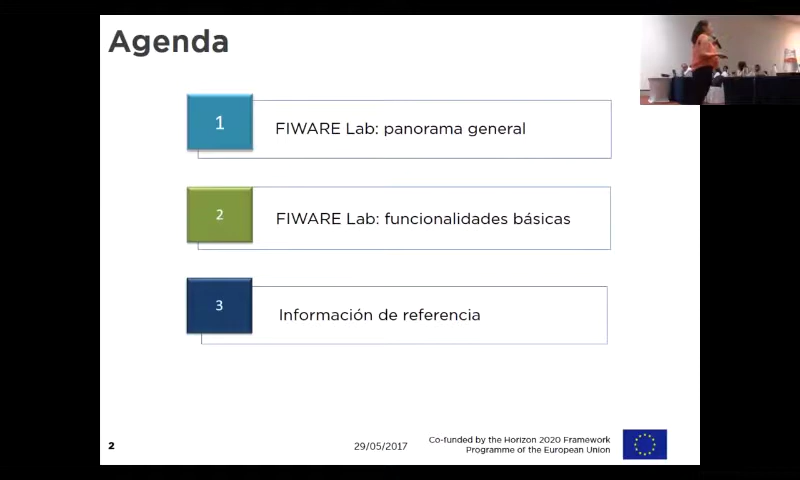 Agenda
1
FIWARE Lab: panorama general
2
FIWARE Lab: funcionalidades básicas
3
Información de referencia
2
29/05/2017
Co-funded by the Horizon 2020 Framework
Programme of the European Union